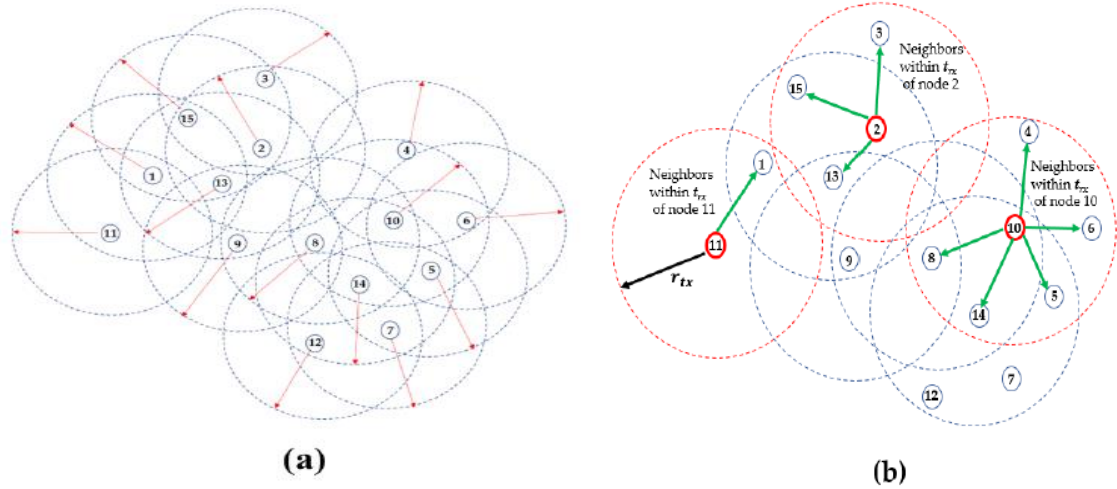 3
15
2
4
1
13
10
6
11
9
8
5
14
7
12
(a)
3
Neighbors
within t_rx
of node 2
15
2
4
1
13
Neighbors
within t_rx
of node 11
Neighbors
within t_rx
of node 10
11
10
6
9
8
r_tx
5
14
7
12
(b)